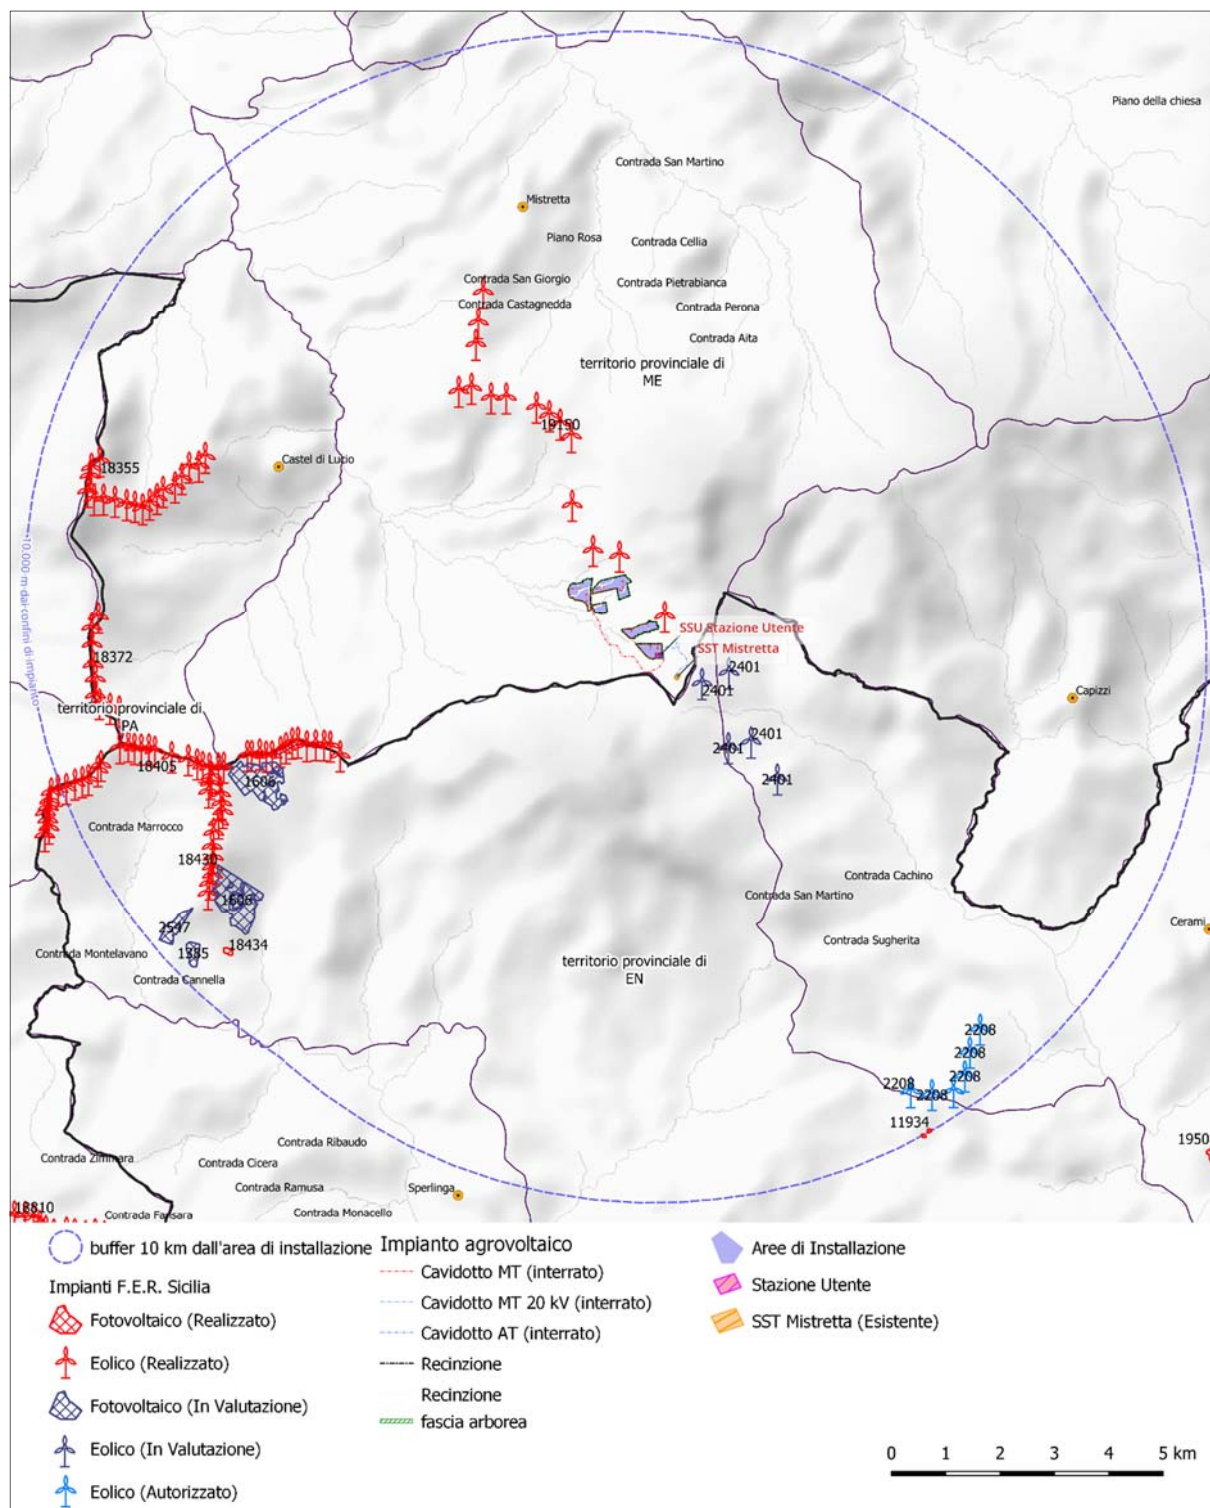 Piano della chiesa
Contrada San Martino
Mistretta
Piano Rosa
Contrada Cellia
Contrada San Giorgio
Contrada Pietrabianca
Contrada Castagnedda
Contrada Perona
Contrada Aita
territorio provinciale di
ME
19150
18355
Castel di Lucio
10.000 m dai confini di impianto
SSU Stazione Utente
SST Mistretta
18372
2401
2401
Capizzi
territorio provinciale di
PA
2401
2401
18405
1606
2401
Contrada Marrocco
18430
Contrada Cachino
Contrada San Martino
1606
Cerami
2547
18434
Contrada Sugherita
1385
Contrada Montelavano
territorio provinciale di
EN
Contrada Cannella
2208
2208
2208
2208
2208
11934
1950
Contrada Ribaudo
Contrada Zimmara
Contrada Cicera
Contrada Ramusa
Sperlinga
18810
Contrada Farisara
Contrada Monacello
buffer 10 km dall'area di installazione
Impianti F.E.R. Sicilia
Fotovoltaico (Realizzato)
Eolico (Realizzato)
Fotovoltaico (In Valutazione)
Eolico (In Valutazione)
Eolico (Autorizzato)
Impianto agrovoltaico
Cavidotto MT (interrato)
Cavidotto MT 20 kV (interrato)
Cavidotto AT (interrato)
Recinzione
Recinzione
fascia arborea
Aree di Installazione
Stazione Utente
SST Mistretta (Esistente)
0 1 2 3 4 5 km